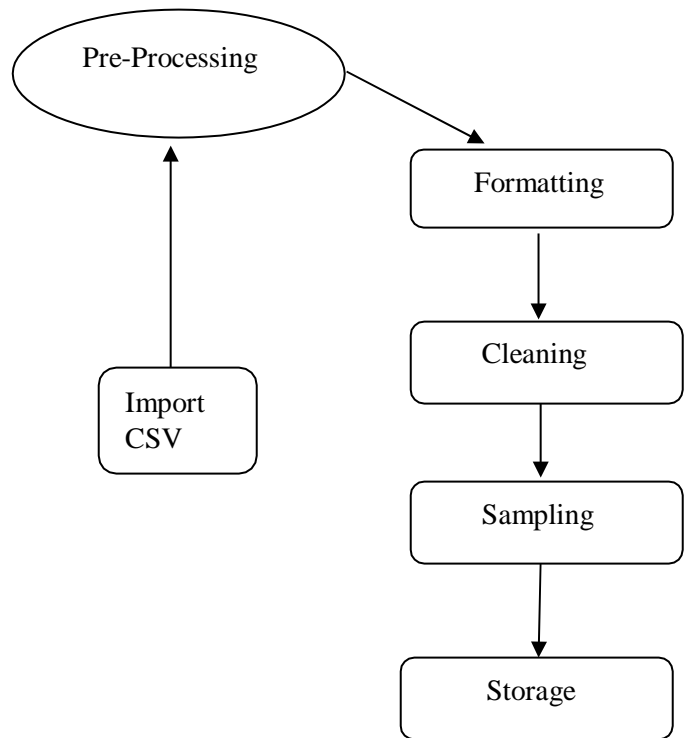 Pre-Processing
Formatting
Cleaning
Import
CSV
Sampling
Storage